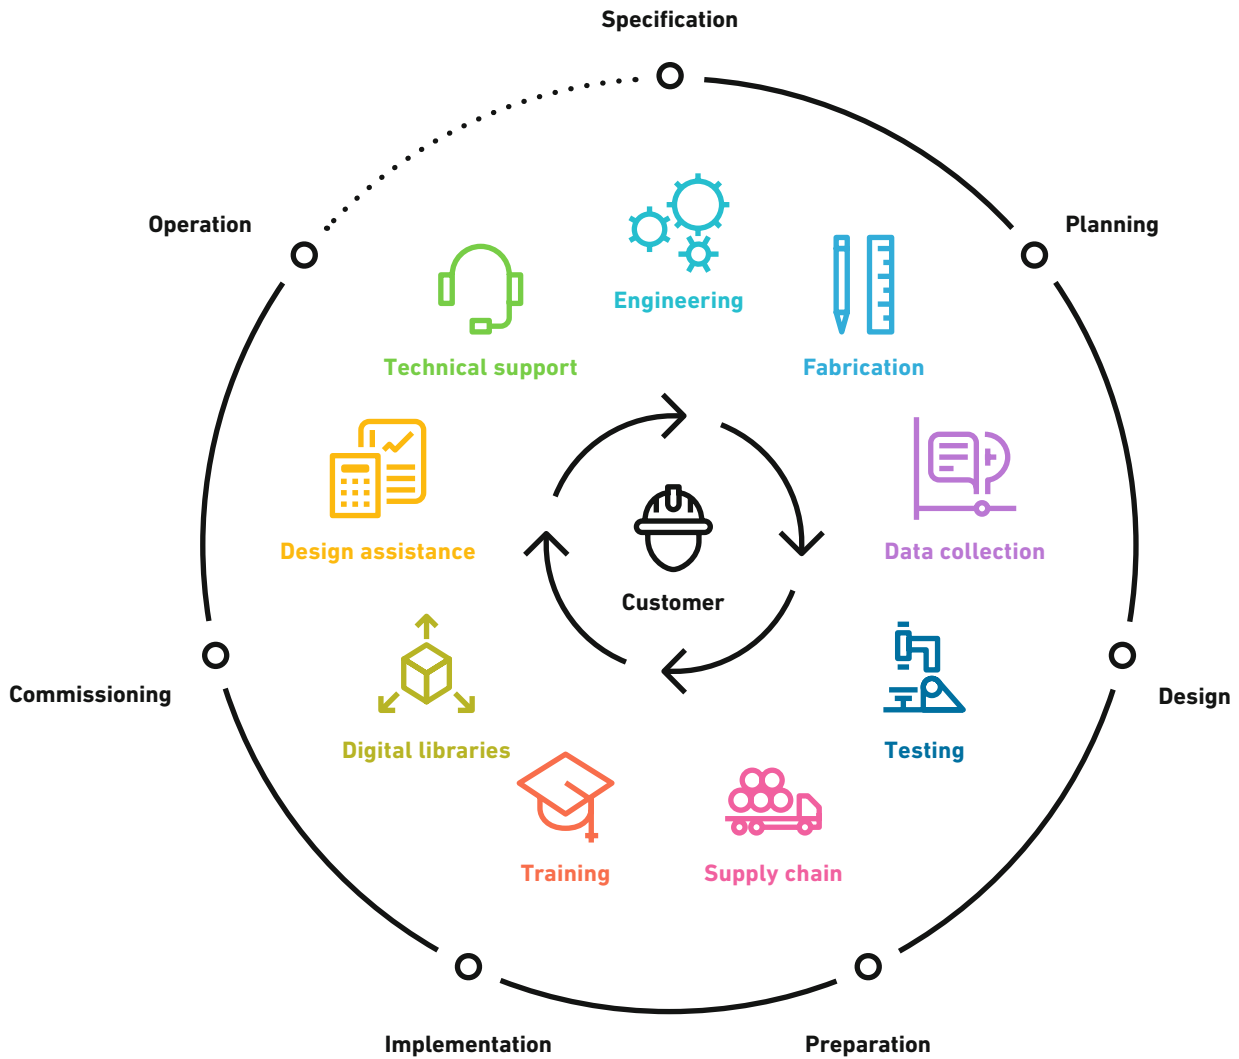 Specification
Operation
Planning
Engineering
Technical support
Fabrication
Design assistance
Data collection
Customer
Commissioning
Design
Digital libraries
Testing
Training
Supply chain
Implementation
Preparation